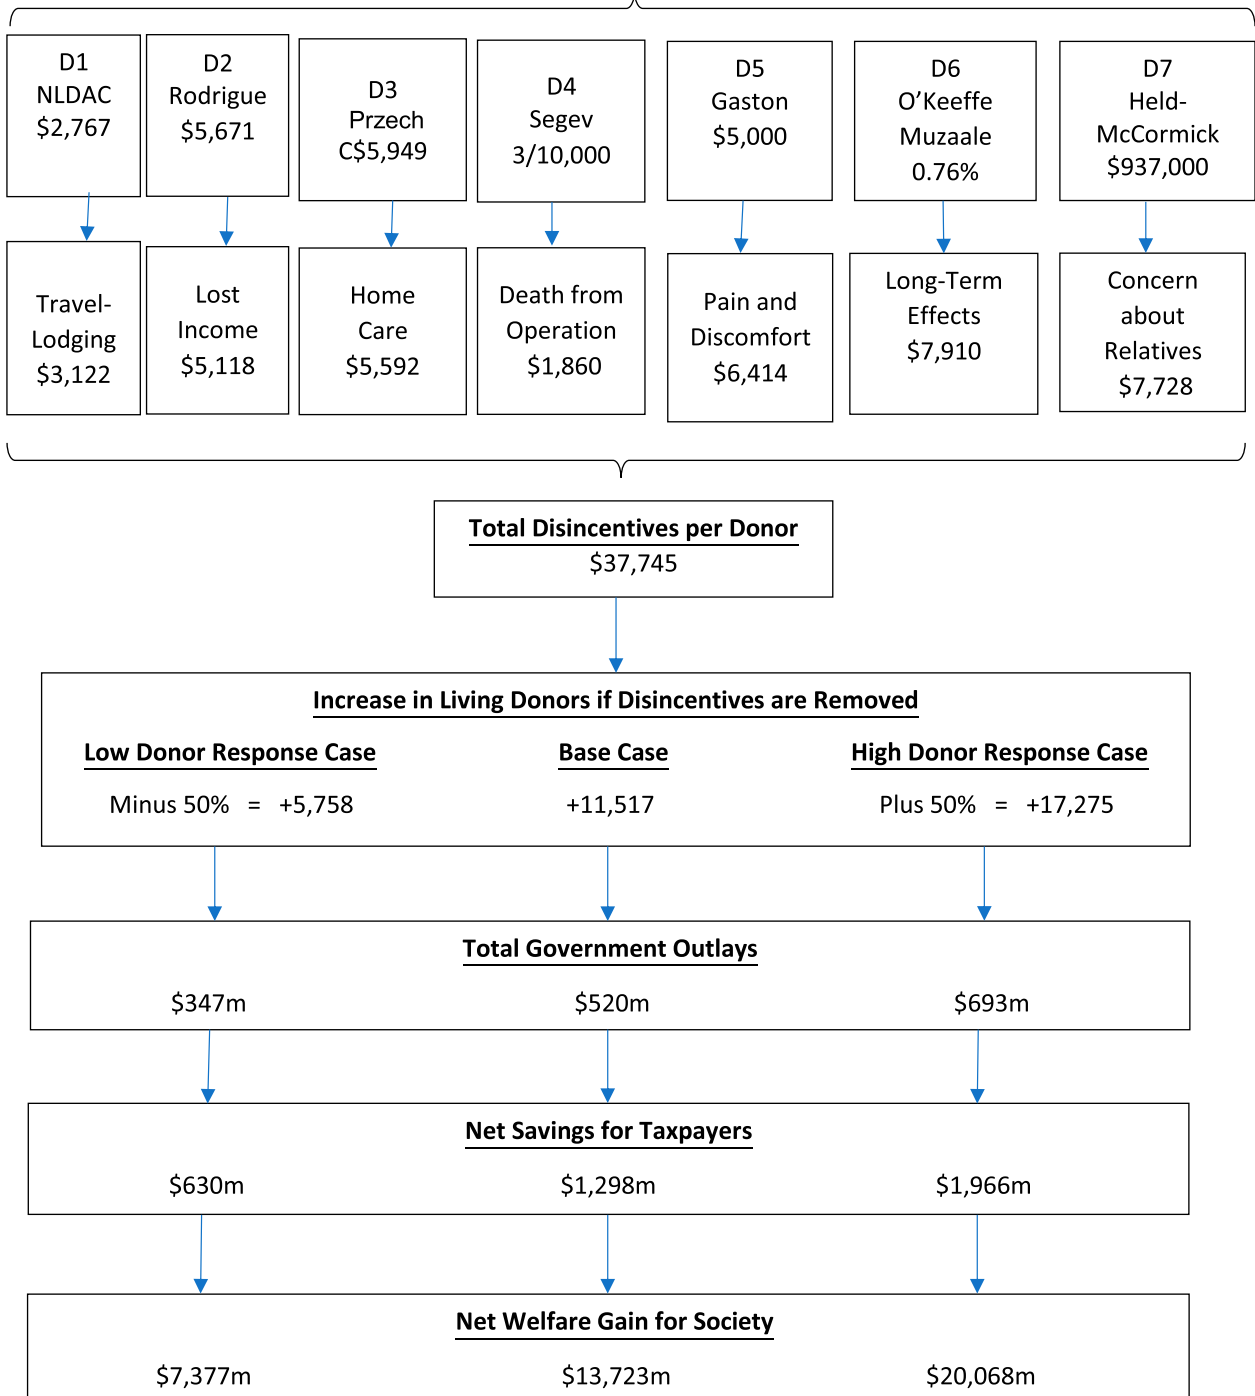 D1
NLDAC
$2,767
D2
Rodrigue
$5,671
D3
Przech
C$5,949
D4
Segev
3/10,000
D5
Gaston
$5,000
D6
O’Keeffe
Muzaale
0.76%
D7
Held-
McCormick
$937,000
Travel-
Lodging
$3,122
Lost
Income
$5,118
Home
Care
$5,592
Death from
Operation
$1,860
Pain and
Discomfort
$6,414
Long-Term
Effects
$7,910
Concern
about
Relatives
$7,728
Total Disincentives per Donor
$37,745
Increase in Living Donors if Disincentives are Removed
Low Donor Response Case Base Case High Donor Response Case
Minus 50% = +5,758 +11,517 Plus 50% = +17,275
Total Government Outlays
$347m $520m $693m
Net Savings for Taxpayers
$630m $1,298m $1,966m
Net Welfare Gain for Society
$7,377m $13,723m $20,068m